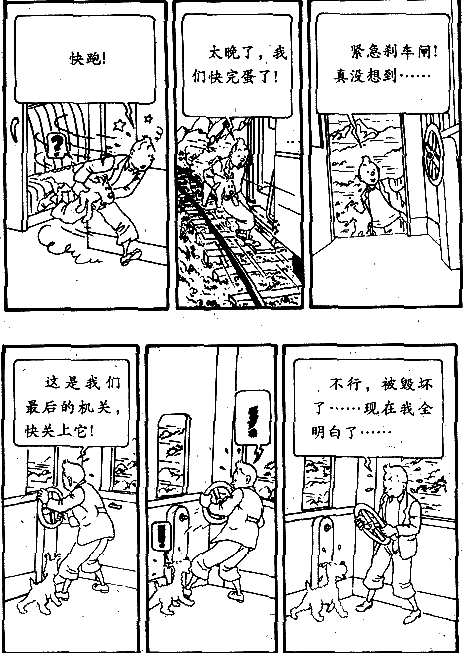 快跑!
?
太晚了，我
们快完蛋了!
紧急刹车闸!
真没想到……
这是我们
最后的机关，
快关上它!
!
!
不行，被毁坏
了……现在我全
明白了……